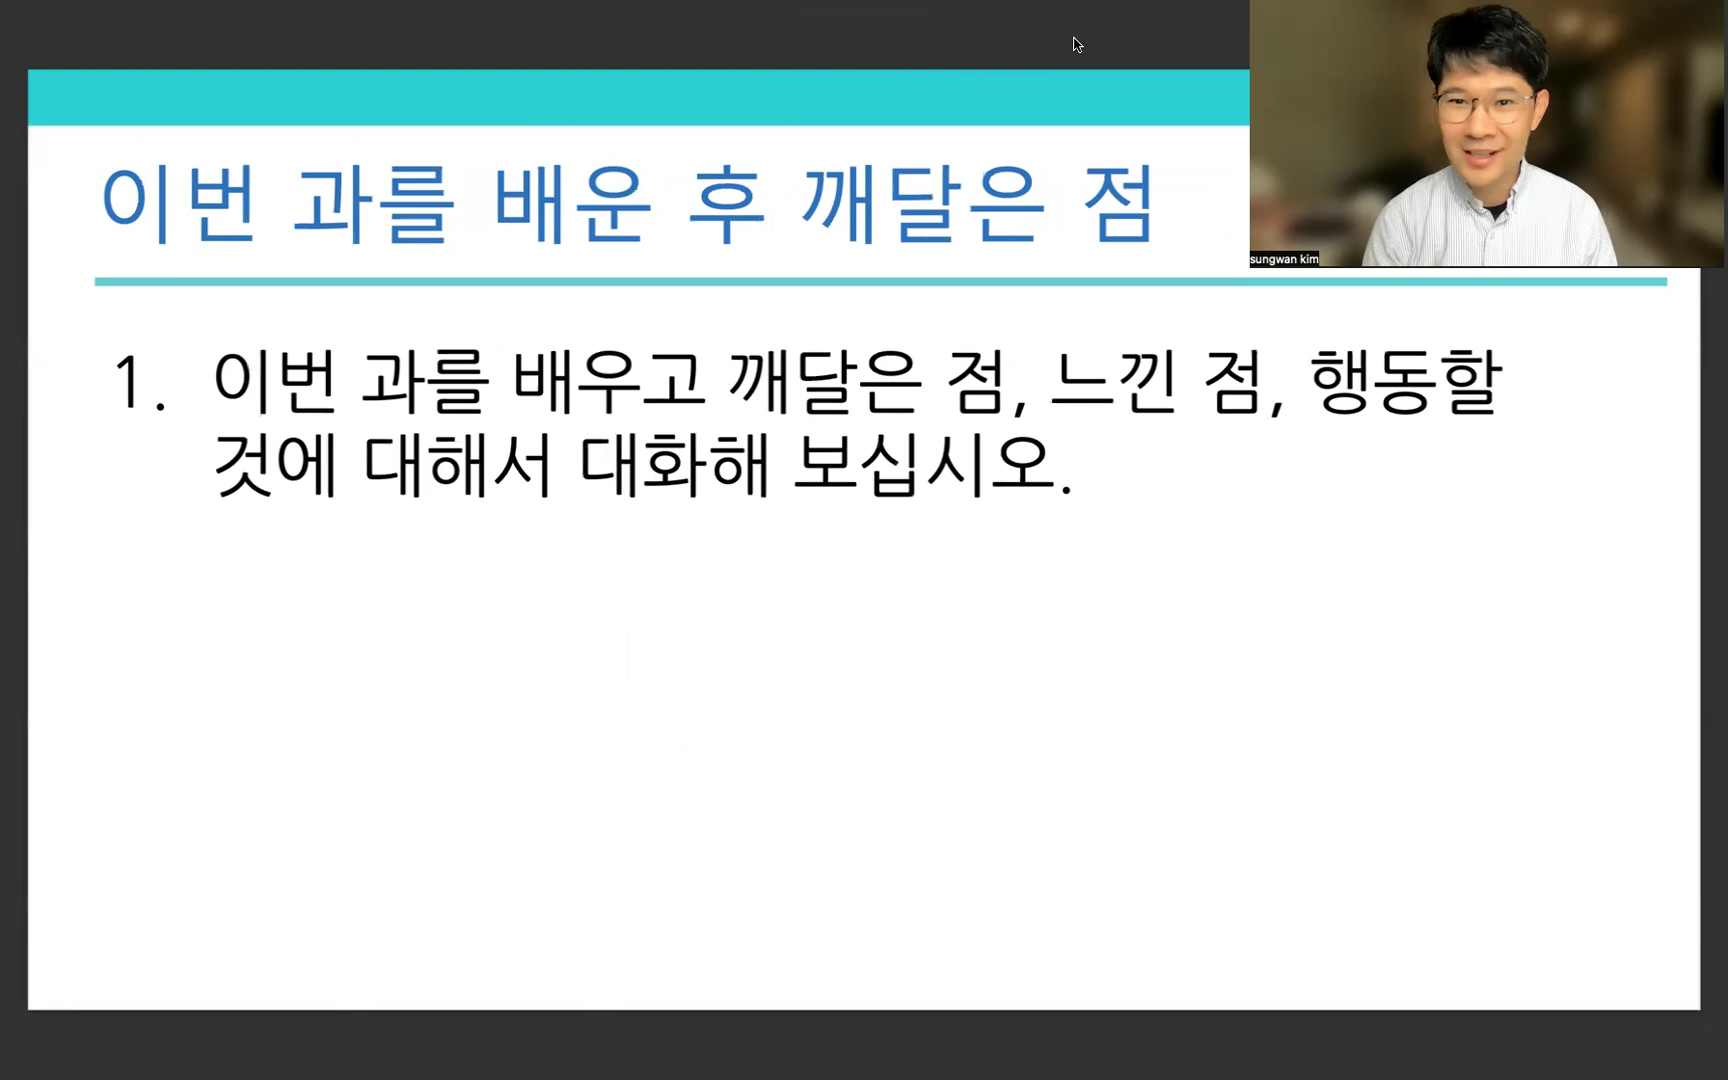 이번 과를 배운 후 깨달은 점
sungwan kim
1. 이번 과를 배우고 깨달은 점, 느낀 점, 행동할
것에 대해서 대화해 보십시오.